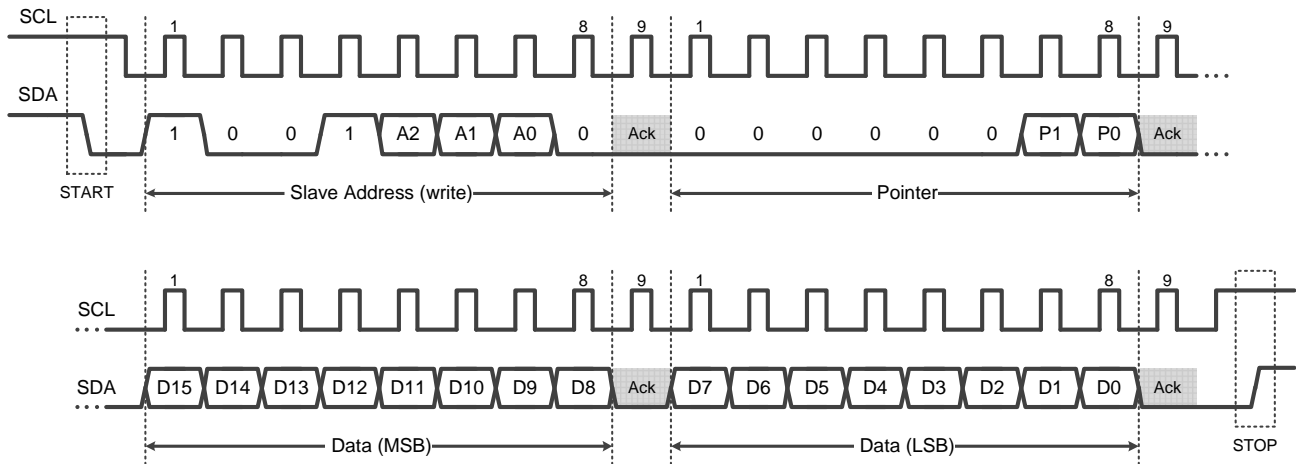 SCL
1 8 9 1 8 9
SDA
1 0 0 1 A2 A1 A0 0 Ack 0 0 0 0 0 0 P1 P0 Ack
START
Slave Address (write)
Pointer
1 8 9 1 8 9
SCL
SDA
D15 D14 D13 D12 D11 D10 D9 D8 Ack D7 D6 D5 D4 D3 D2 D1 D0 Ack
Data (MSB)
Data (LSB)
STOP